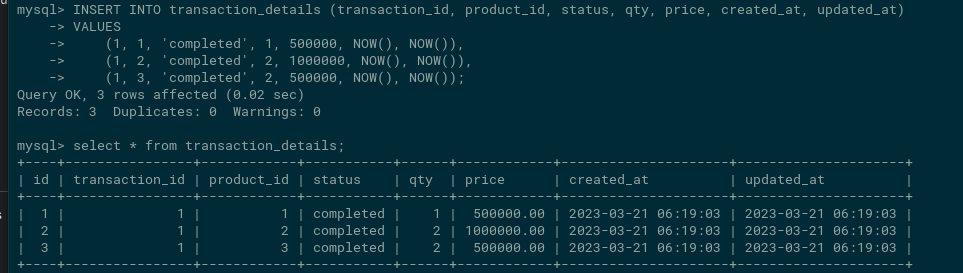 mysql> INSERT INTO transaction_details (transaction_id, product_id, status, qty, price, created_at, updated_at)
    -> VALUES
    ->     (1, 1, 'completed', 1, 500000, NOW(), NOW()),
    ->     (1, 2, 'completed', 2, 1000000, NOW(), NOW()),
    ->     (1, 3, 'completed', 2, 500000, NOW(), NOW());
Query OK, 3 rows affected (0.02 sec)
Records: 3  Duplicates: 0  Warnings: 0

mysql> select * from transaction_details;
+----+----------------+------------+-----------+-----+------------+---------------------+---------------------+
| id | transaction_id | product_id | status    | qty | price      | created_at          | updated_at          |
+----+----------------+------------+-----------+-----+------------+---------------------+---------------------+
|  1 |              1 |          1 | completed |   1 |  500000.00 | 2023-03-21 06:19:03 | 2023-03-21 06:19:03 |
|  2 |              1 |          2 | completed |   2 | 1000000.00 | 2023-03-21 06:19:03 | 2023-03-21 06:19:03 |
|  3 |              1 |          3 | completed |   2 |  500000.00 | 2023-03-21 06:19:03 | 2023-03-21 06:19:03 |
+----+----------------+------------+-----------+-----+------------+---------------------+---------------------+